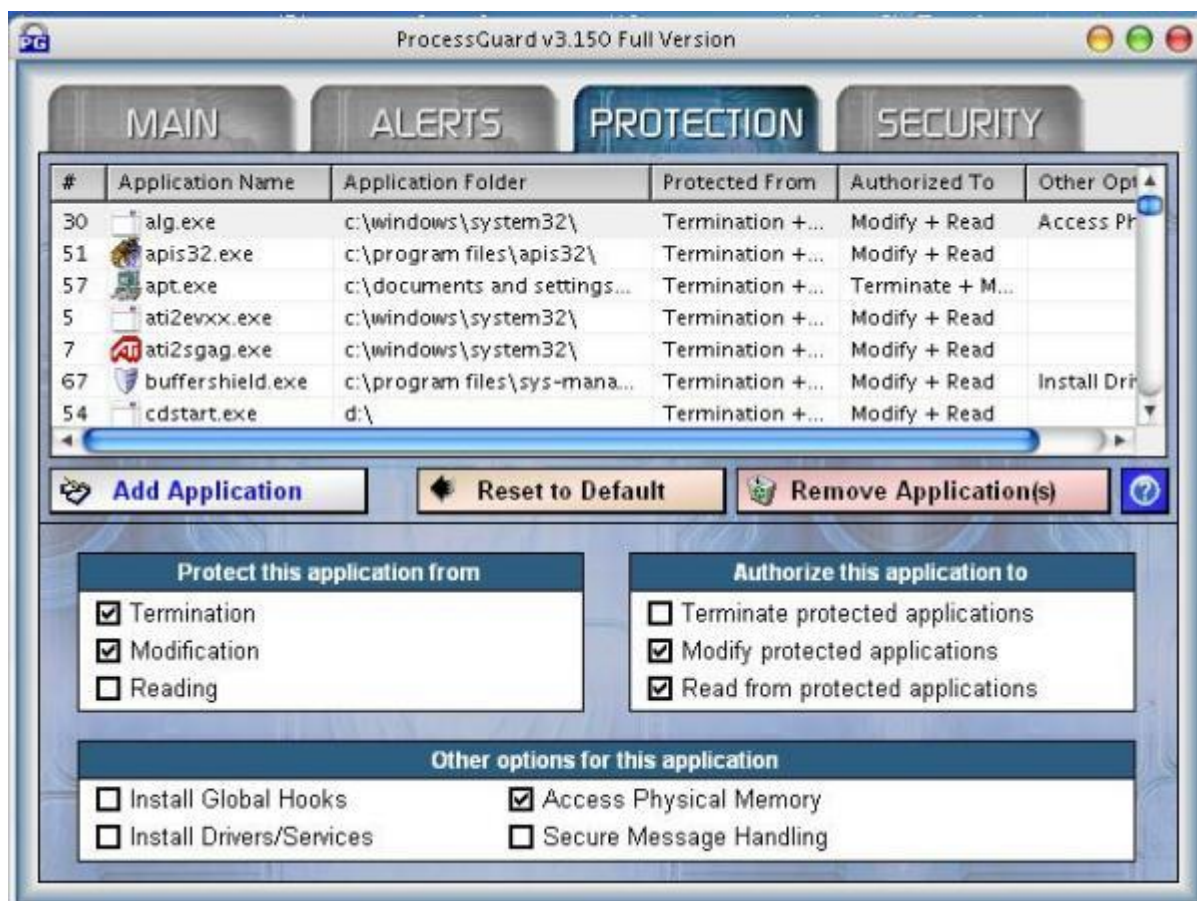 PG ProcessGuard v3.150 Full Version
MAIN ALERTS PROTECTION SECURITY
# Application Name Application Folder Protected From Authorized To Other Opt
30 alg.exe c:\windows\system32\ Termination +... Modify + Read Access Ph
51 apis32.exe c:\program files\apis32\ Termination +... Modify + Read
57 apt.exe c:\documents and settings... Termination +... Terminate + M...
5 ati2evxx.exe c:\windows\system32\ Termination +... Modify + Read
7 ATI ati2sgag.exe c:\windows\system32\ Termination +... Modify + Read
67 buffershield.exe c:\program files\sys-mana... Termination +... Modify + Read Install Dri
54 cdstart.exe d:\ Termination +... Modify + Read
Add Application Reset to Default Remove Application(s) ?
Protect this application from Authorize this application to
Termination Terminate protected applications
Modification Modify protected applications
Reading Read from protected applications
Other options for this application
Install Global Hooks Access Physical Memory
Install Drivers/Services Secure Message Handling